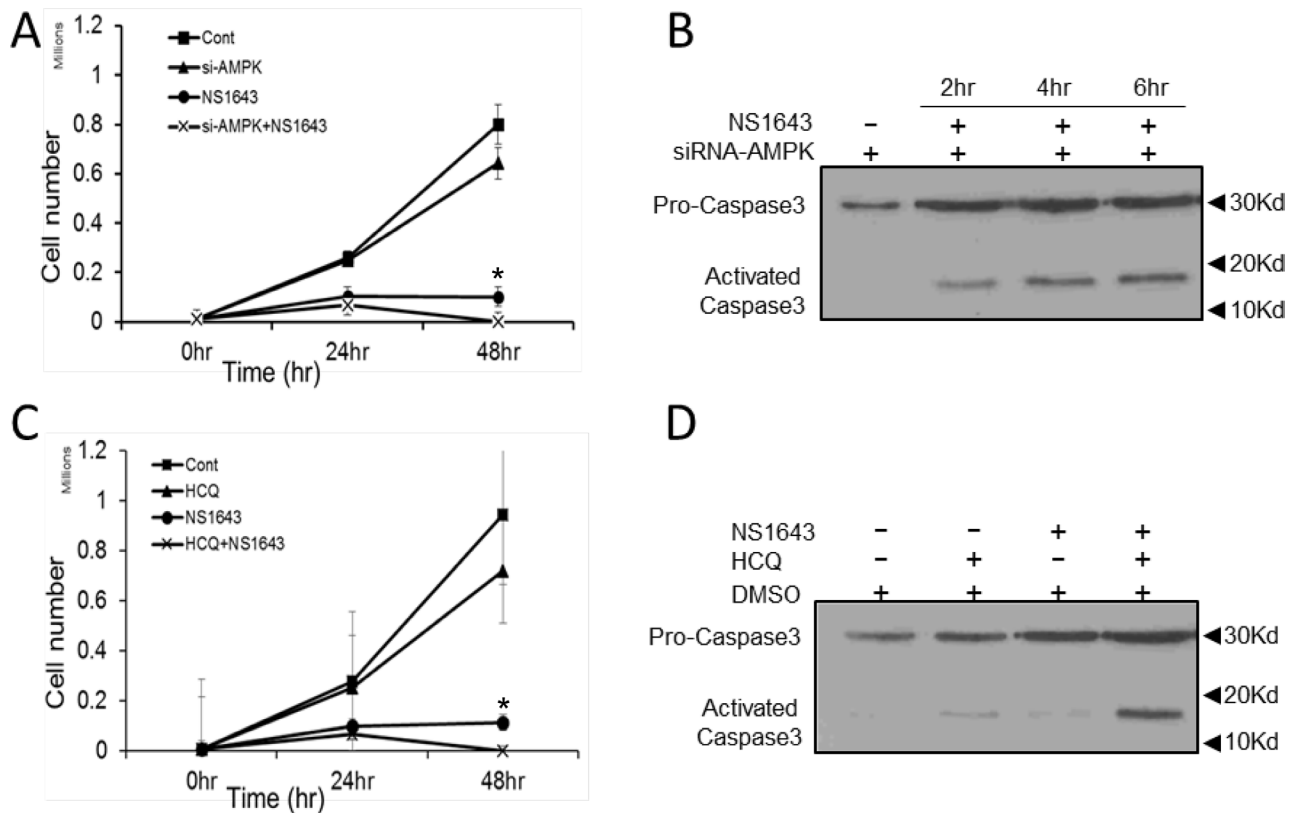 A
Millions
1.2
1
0.8
0.6
0.4
0.2
0
Cell number
Cont
si-AMPK
NS1643
si-AMPK+NS1643
*
0hr 24hr 48hr
Time (hr)
B
2hr 4hr 6hr
NS1643 – + + +
siRNA-AMPK + + + +
Pro-Caspase3
Activated
Caspase3
◀30Kd
◀20Kd
◀10Kd
C
Millions
1.2
1
0.8
0.6
0.4
0.2
0
Cell number
Cont
HCQ
NS1643
HCQ+NS1643
*
0hr 24hr 48hr
Time (hr)
D
NS1643 – – + +
HCQ – + – +
DMSO + + + +
Pro-Caspase3
Activated
Caspase3
◀30Kd
◀20Kd
◀10Kd